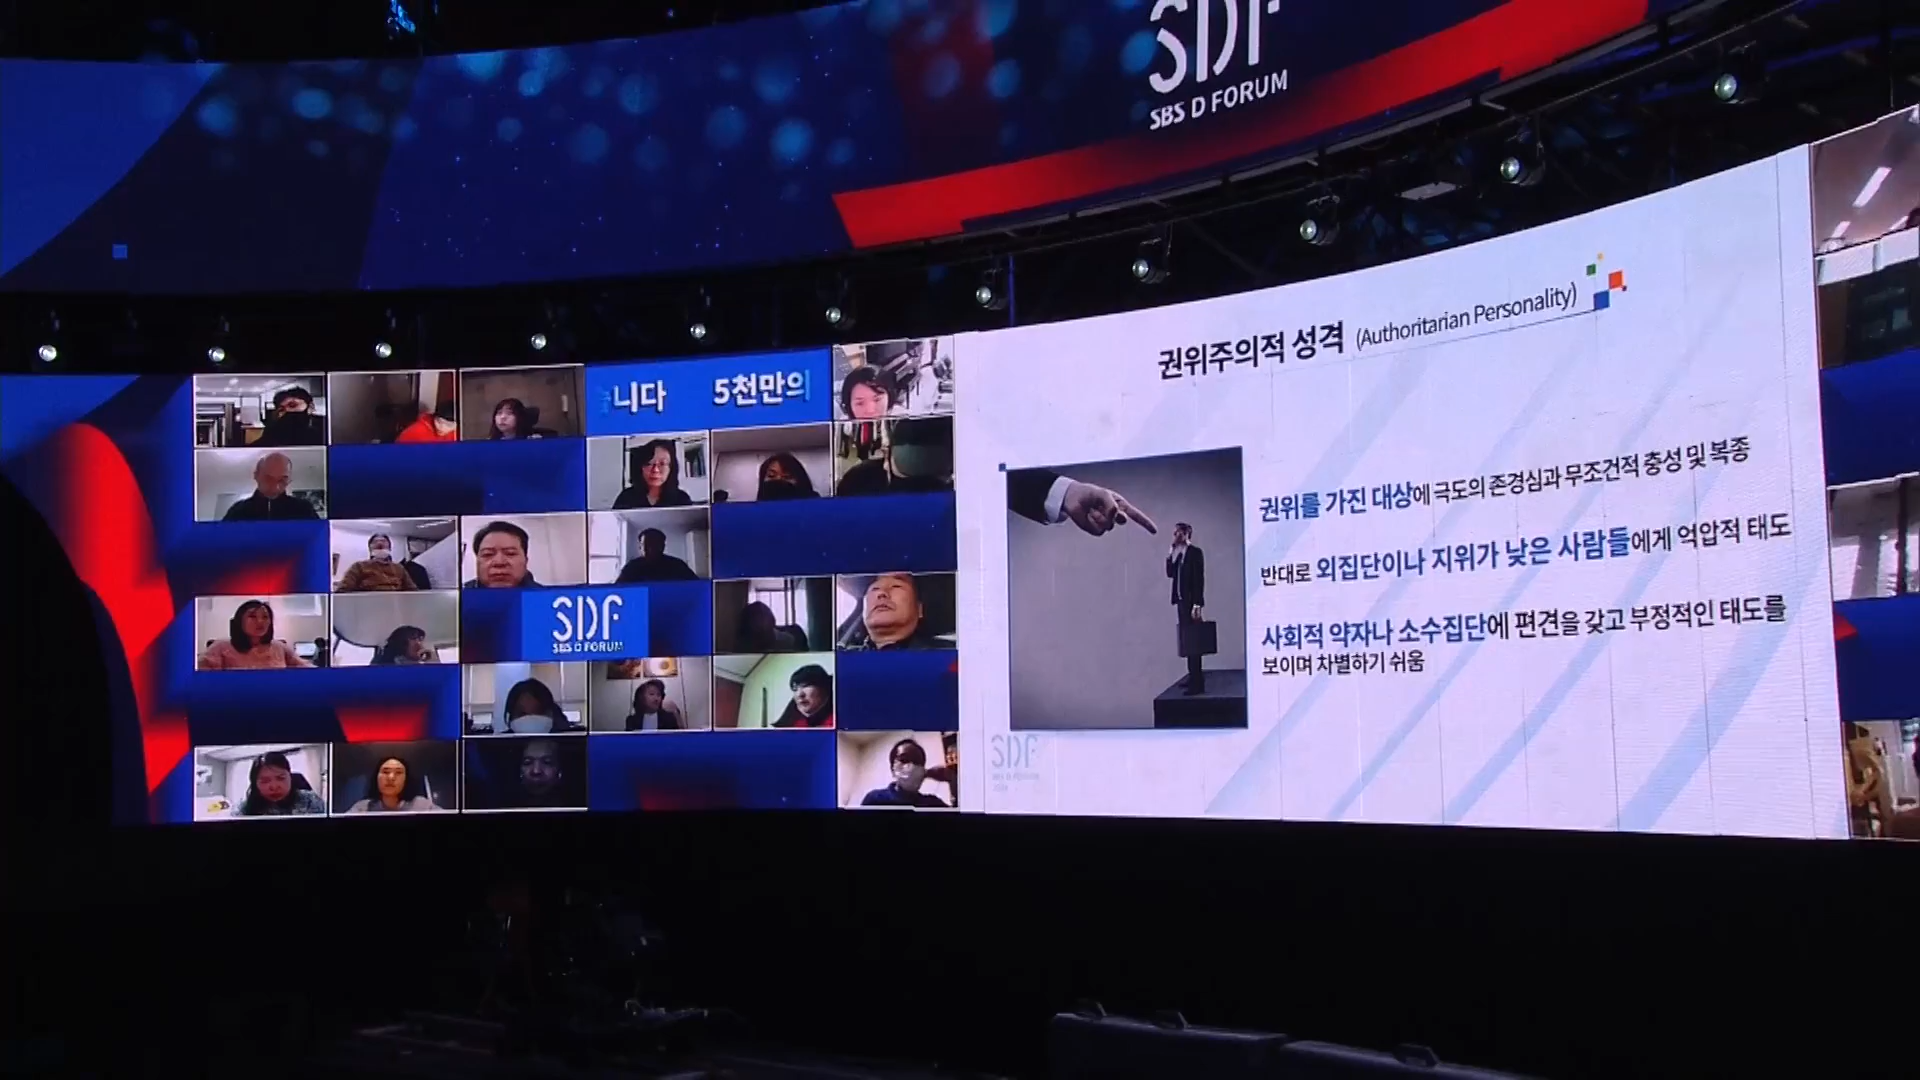 SDF
SBS D FORUM
니다 5천만의
SDF
SBS D FORUM
권위주의적 성격 (Authoritarian Personality)
권위를 가진 대상에 극도의 존경심과 무조건적 충성 및 복종
반대로 외집단이나 지위가 낮은 사람들에게 억압적 태도
사회적 약자나 소수집단에 편견을 갖고 부정적인 태도를
보이며 차별하기 쉬움
SDF
SBS D FORUM